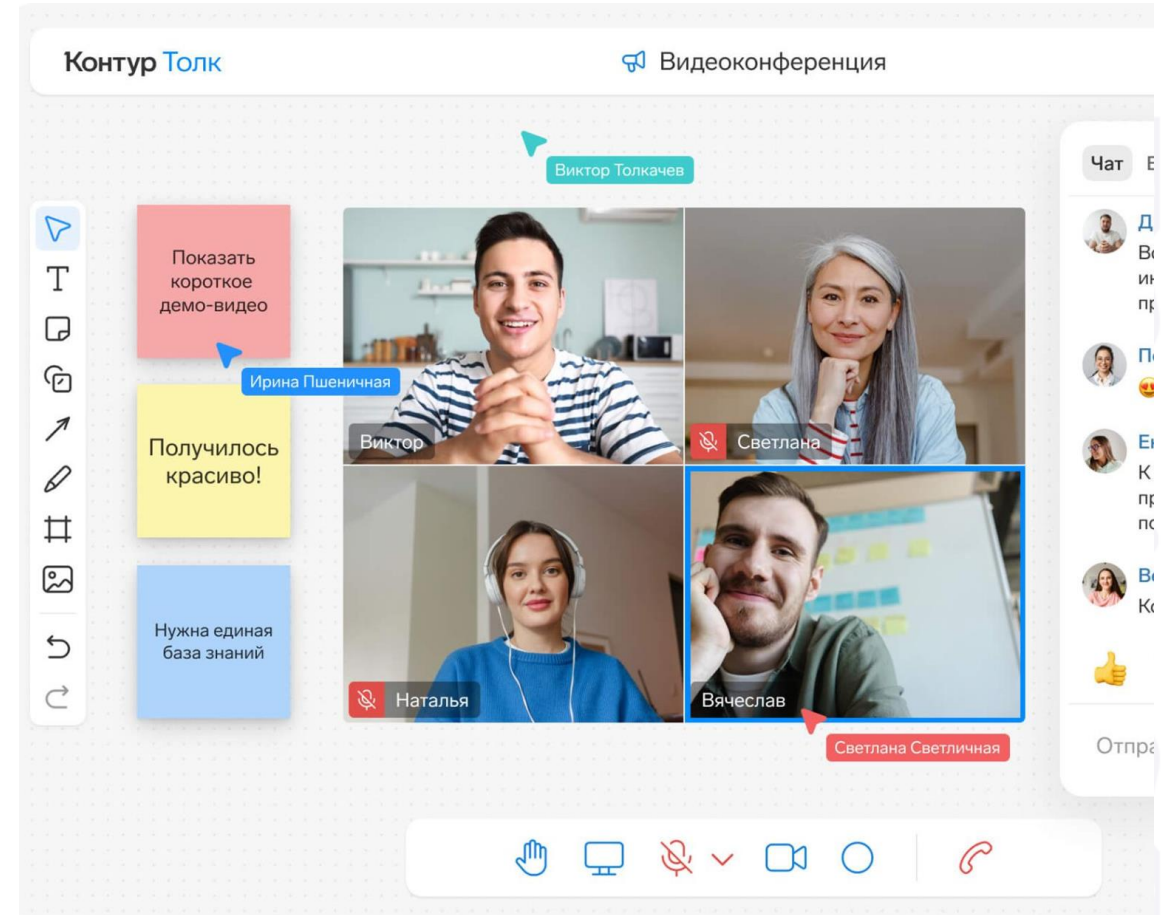 Контур Толк
Видеоконференция
Виктор Толкачев
Чат
Показать
короткое
демо-видео
Ирина Пшеничная
Получилось
красиво!
Нужна единая
база знаний
Виктор
Светлана
Наталья
Вячеслав
Светлана Светличная
К